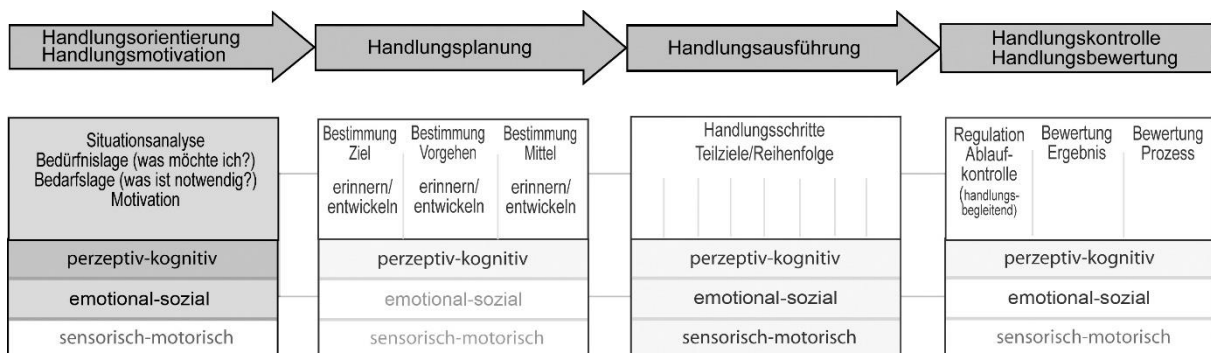 Handlungsorientierung
Handlungsmotivation
Handlungsplanung
Handlungsausführung
Handlungskontrolle
Handlungsbewertung
Situationsanalyse
Bedürfnislage (was möchte ich?)
Bedarfslage (was ist notwendig?)
Motivation
perzeptiv-kognitiv
emotional-sozial
sensorisch-motorisch
Bestimmung
Ziel
erinnern/
entwickeln
Bestimmung
Vorgehen
erinnern/
entwickeln
Bestimmung
Mittel
erinnern/
entwickeln
perzeptiv-kognitiv
emotional-sozial
sensorisch-motorisch
Handlungsschritte
Teilziele/Reihenfolge
perzeptiv-kognitiv
emotional-sozial
sensorisch-motorisch
Regulation
Ablauf-
kontrolle
(handlungs-
begleitend)
Bewertung
Ergebnis
Bewertung
Prozess
perzeptiv-kognitiv
emotional-sozial
sensorisch-motorisch